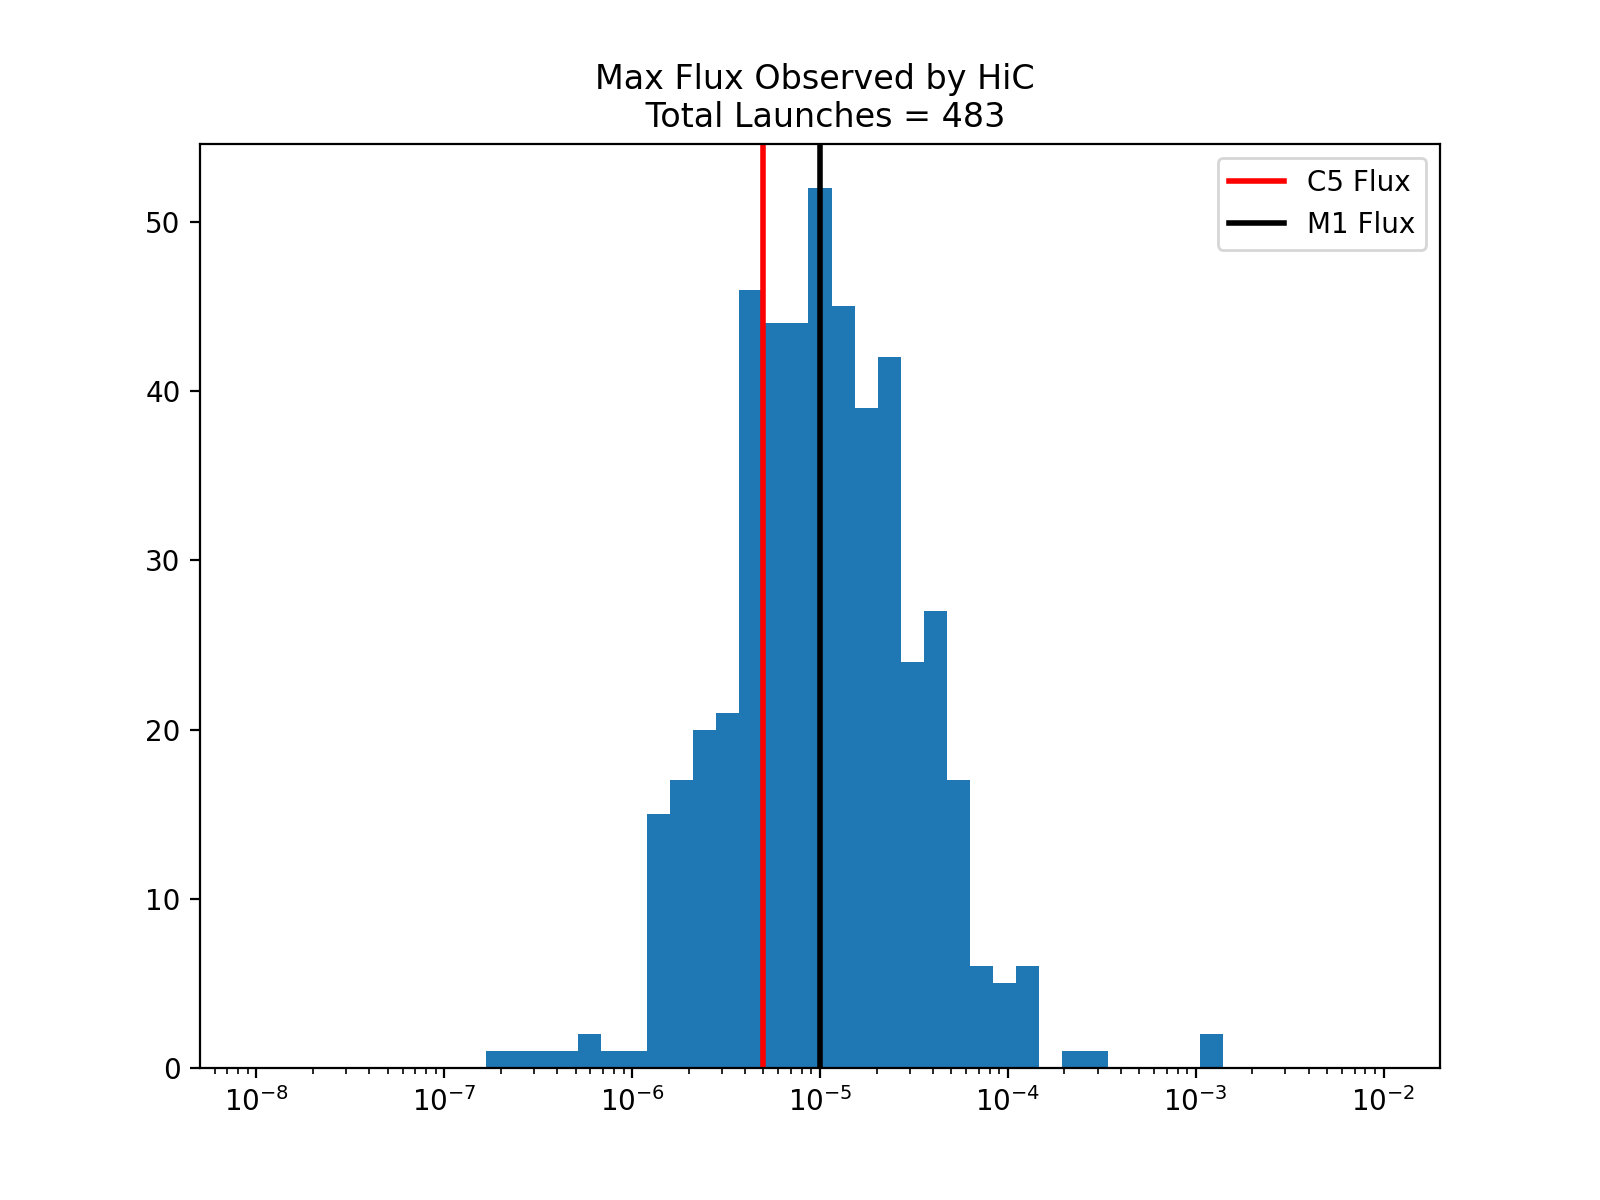 Max Flux Observed by HiC
Total Launches = 483
C5 Flux
M1 Flux
50
40
30
20
10
0
10⁻⁸ 10⁻⁷ 10⁻⁶ 10⁻⁵ 10⁻⁴ 10⁻³ 10⁻²